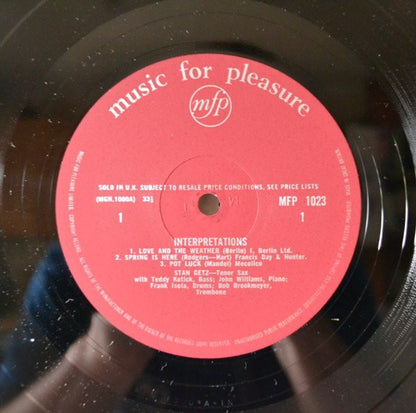 music for pleasure
mfp
SOLD IN U.K. SUBJECT TO RESALE PRICE CONDITIONS, SEE PRICE LISTS
(MGN.1000A) 33⅓ MFP 1023
1 1
INTERPRETATIONS
1. LOVE AND THE WEATHER (Berlin) I. Berlin Ltd.
2. SPRING IS HERE (Rodgers—Hart) Francis Day & Hunter.
3. POT LUCK (Mandel) Mecolico
STAN GETZ—Tenor Sax
with Teddy Kotick, Bass; John Williams, Piano;
Frank Isola, Drums; Bob Brookmeyer,
Trombone